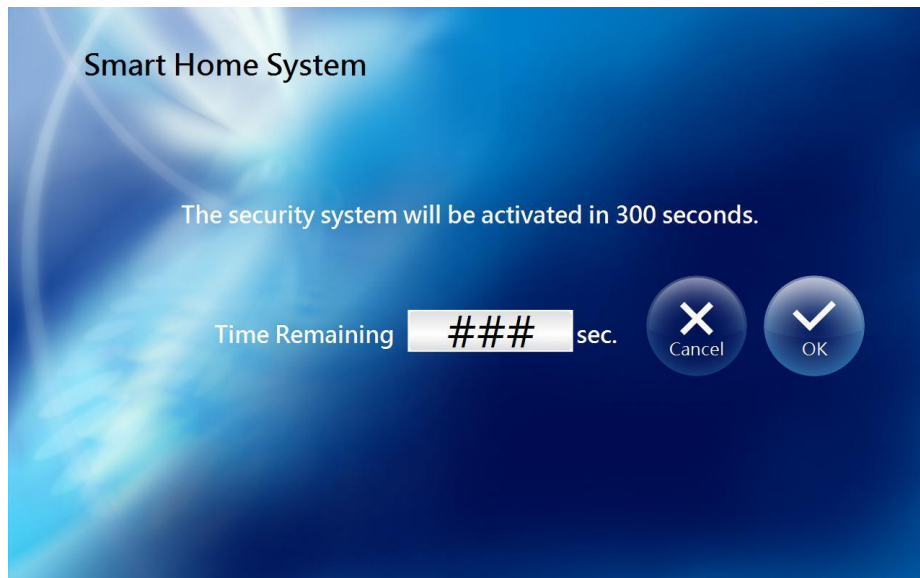 Smart Home System
The security system will be activated in 300 seconds.
Time Remaining ### sec.
Cancel
OK